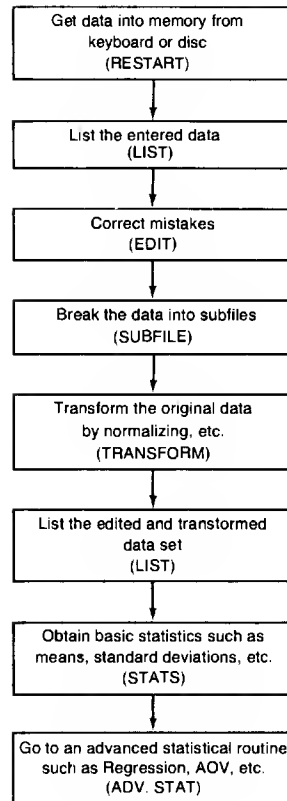 Get data into memory from
keyboard or disc
(RESTART)
List the entered data
(LIST)
Correct mistakes
(EDIT)
Break the data into subfiles
(SUBFILE)
Transform the original data
by normalizing, etc.
(TRANSFORM)
List the edited and transtormed
data set
(LIST)
Obtain basic statistics such as
means, standard deviations, etc.
(STATS)
Go to an advanced statistical routine
such as Regression, AOV, etc.
(ADV. STAT)